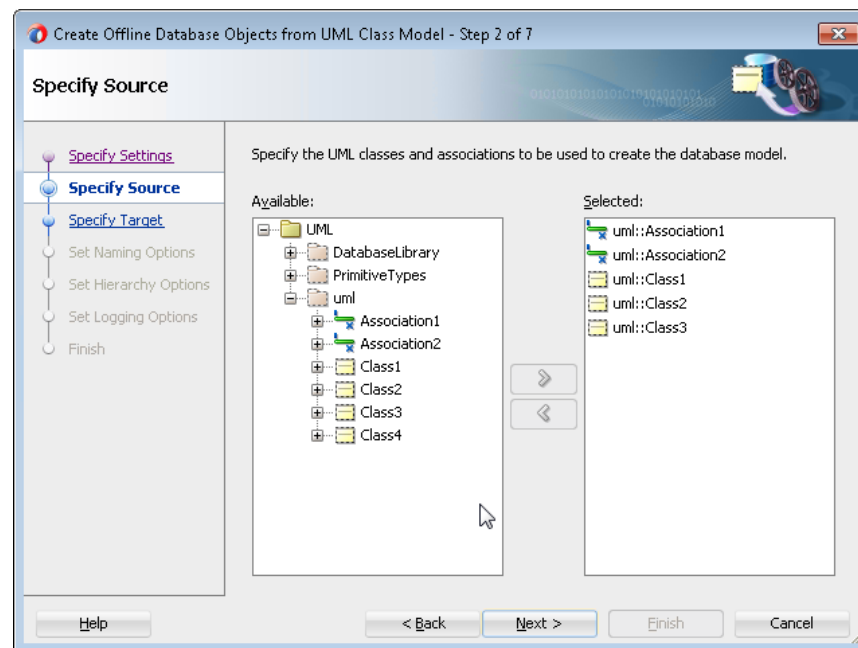 Create Offline Database Objects from UML Class Model - Step 2 of 7
Specify Source
Specify Settings
Specify Source
Specify Target
Set Naming Options
Set Hierarchy Options
Set Logging Options
Finish
Specify the UML classes and associations to be used to create the database model.
Available:
UML
DatabaseLibrary
PrimitiveTypes
uml
Association1
Association2
Class1
Class2
Class3
Class4
Selected:
uml::Association1
uml::Association2
uml::Class1
uml::Class2
uml::Class3
Help
< Back
Next >
Finish
Cancel